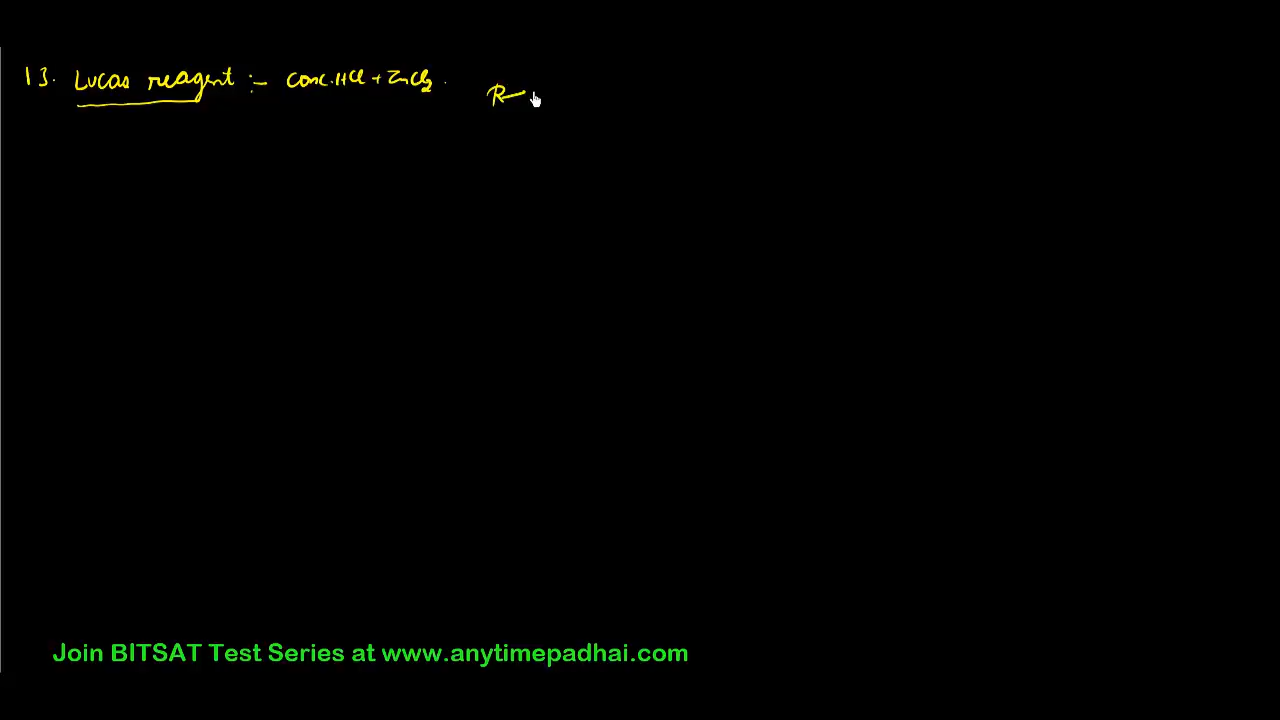 13. Lucas reagent :- Conc. HCl + ZnCl2.
R-
Join BITSAT Test Series at www.anytimepadhai.com